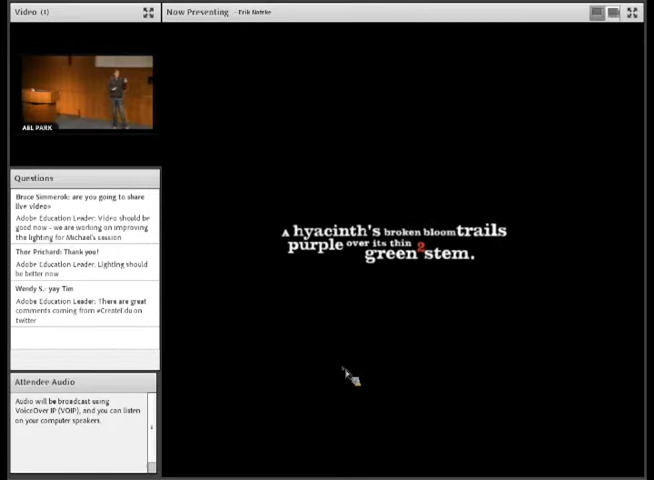 Video (1)
Now Presenting - Erik Natzke
ABL PARK
Questions
Bruce Simmerok: are you going to share
live video>
Adobe Education Leader: Video should be
good now - we are working on improving
the lighting for Michael's session
Thor Prichard: Thank you!
Adobe Education Leader: Lighting should
be better now
Wendy S.- yay Tim
Adobe Education Leader: There are great
comments coming from #CreateEdu on
twitter
A hyacinth's broken bloom trails
purple over its thin
green 2 stem.
Attendee Audio
Audio will be broadcast using
VoiceOver IP (VOIP), and you can listen
on your computer speakers.